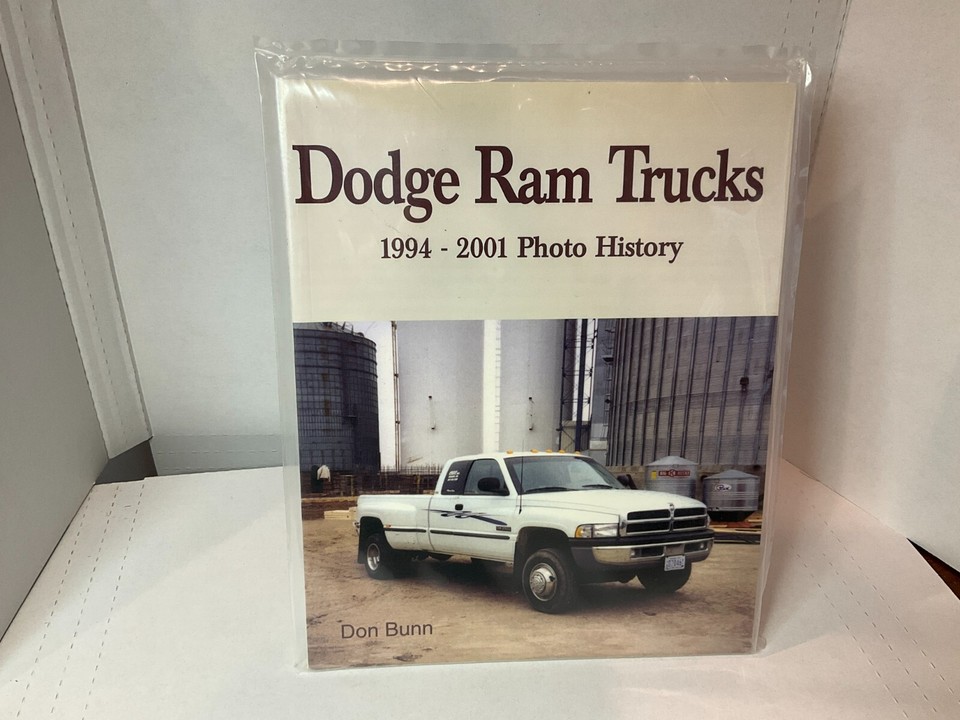 Dodge Ram Trucks
1994 - 2001 Photo History
Don Bunn